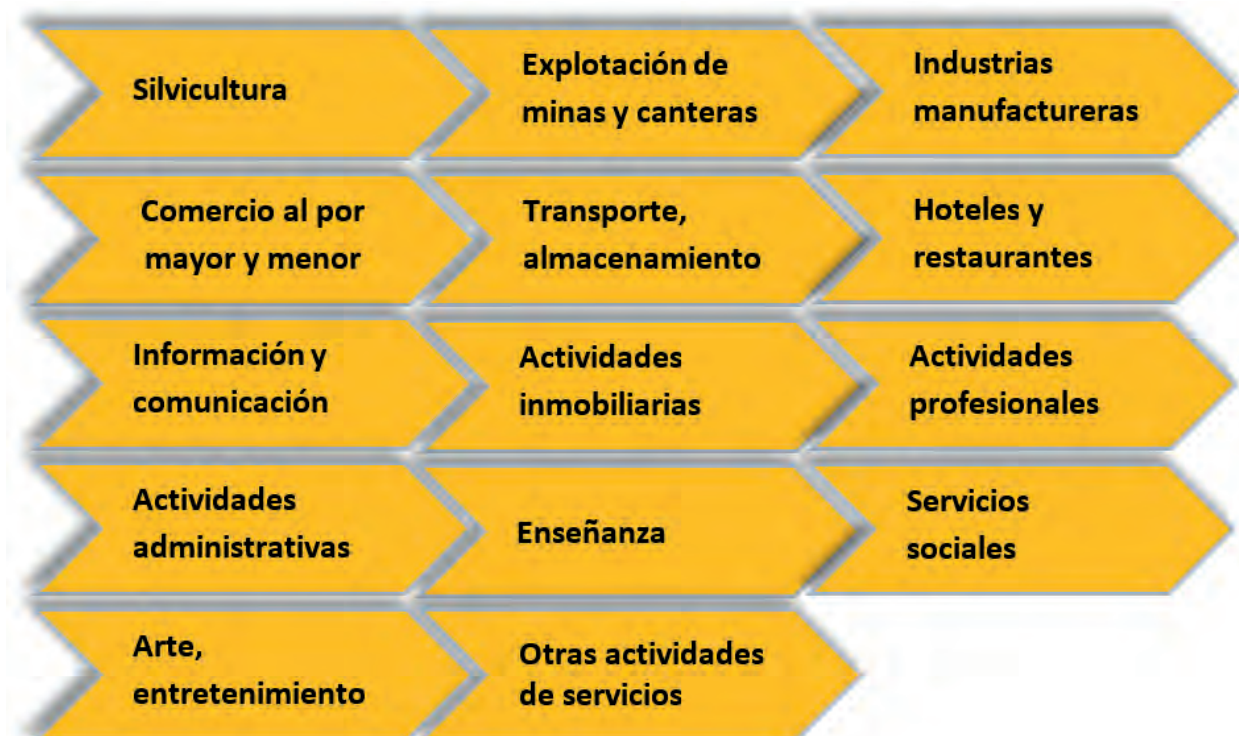 Silvicultura
Explotación de
minas y canteras
Industrias
manufactureras
Comercio al por
mayor y menor
Transporte,
almacenamiento
Hoteles y
restaurantes
Información y
comunicación
Actividades
inmobiliarias
Actividades
profesionales
Actividades
administrativas
Enseñanza
Servicios
sociales
Arte,
entretenimiento
Otras actividades
de servicios